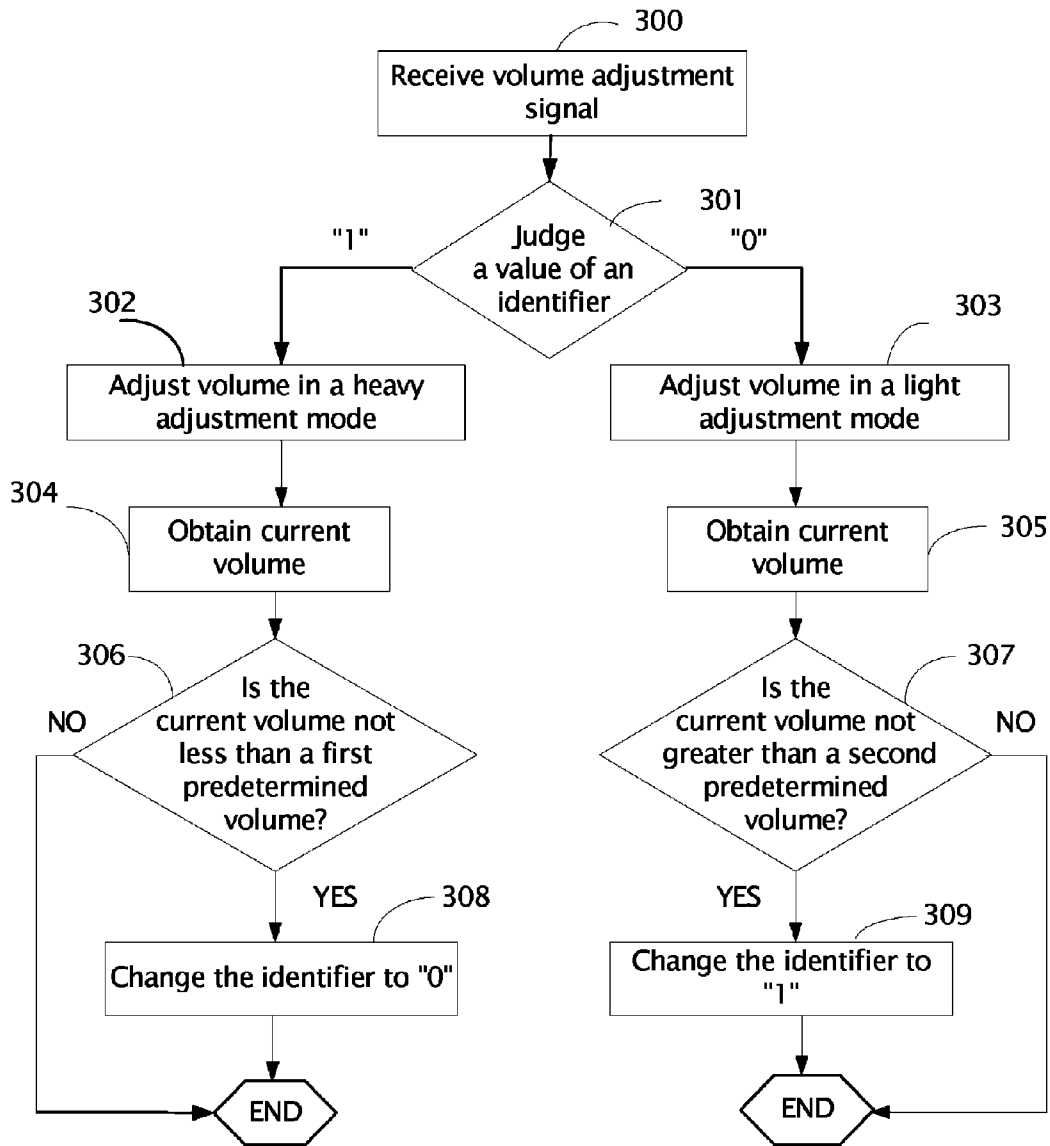 300
Receive volume adjustment
signal
301
"1"
Judge
a value of an
identifier
"0"
302
303
Adjust volume in a heavy
adjustment mode
Adjust volume in a light
adjustment mode
304
Obtain current
volume
305
Obtain current
volume
306
NO
Is the
current volume not
less than a first
predetermined
volume?
307
NO
Is the
current volume not
greater than a second
predetermined
volume?
YES
308
Change the identifier to "0"
YES
309
Change the identifier to
"1"
END
END